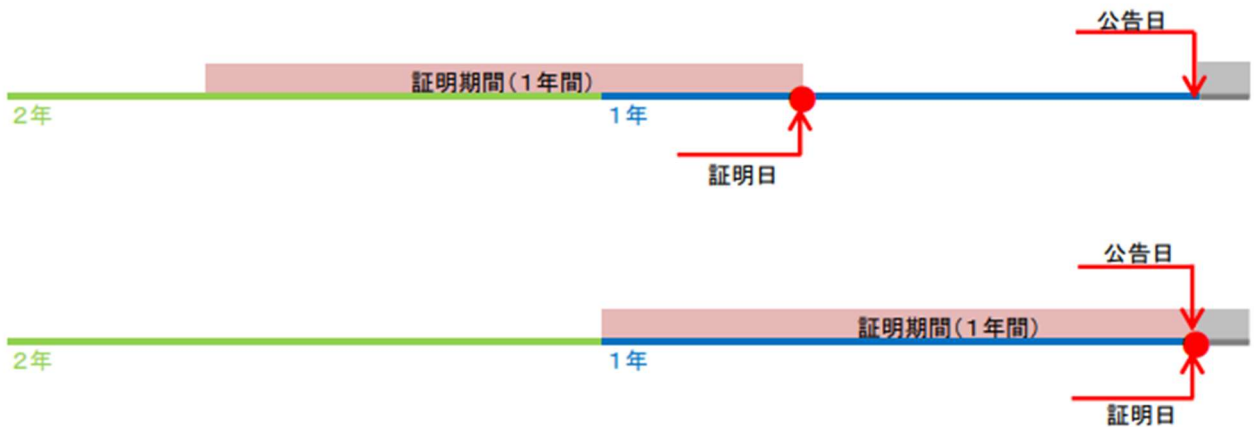 公告日
証明期間(1年間)
2年
1年
証明日
公告日
証明期間(1年間)
2年
1年
証明日